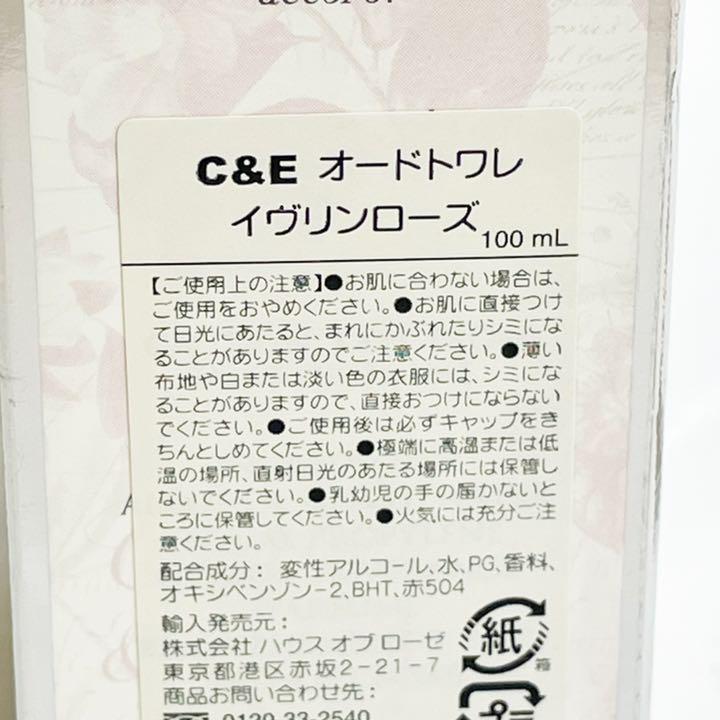 C&E オードトワレ
イヴリンローズ 100 mL
【ご使用上の注意】●お肌に合わない場合は、
ご使用をおやめください。●お肌に直接つけ
て日光にあたると、まれにかぶれたりシミにな
ることがありますのでご注意ください。●薄い
布地や白または淡い色の衣服には、シミにな
ることがありますので、直接おつけにならない
でください。●ご使用後は必ずキャップをき
ちんとしめてください。●極端に高温または低
温の場所、直射日光のあたる場所には保管し
ないでください。●乳幼児の手の届かないと
ころに保管してください。●火気には充分ご注
意ください。
配合成分: 変性アルコール、水、PG、香料、
オキシベンゾン-2、BHT、赤504
輸入発売元:
株式会社 ハウス オブ ローゼ
東京都港区赤坂2-21-7
商品お問い合わせ先:
0120-33-2540
紙
箱
プ